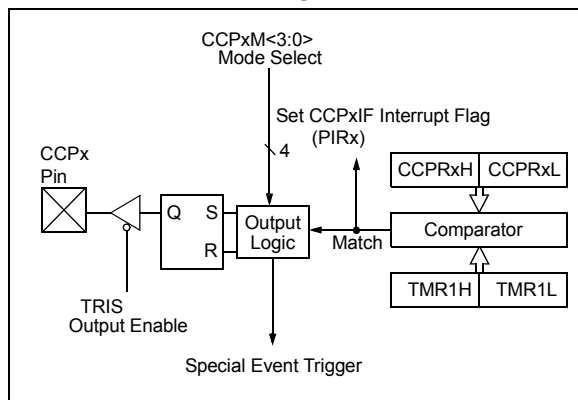 CCPxM<3:0>
Mode Select
Set CCPxIF Interrupt Flag
(PIRx)
4
CCPx
Pin
CCPRxH CCPRxL
Q S
R
Output
Logic
Match
Comparator
TMR1H TMR1L
TRIS
Output Enable
Special Event Trigger